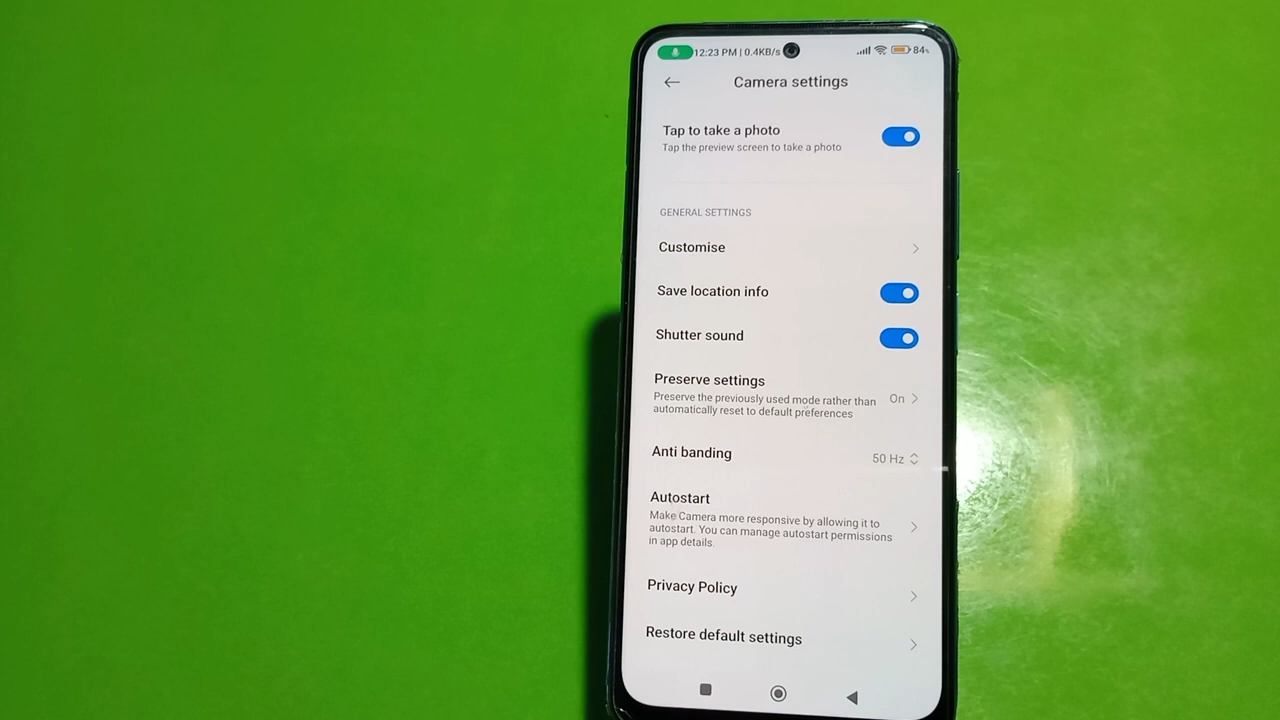 12:23 PM | 0.4KB/s 84%
Camera settings
Tap to take a photo
Tap the preview screen to take a photo
GENERAL SETTINGS
Customise
Save location info
Shutter sound
Preserve settings
Preserve the previously used mode rather than
automatically reset to default preferences
On
Anti banding
50 Hz
Autostart
Make Camera more responsive by allowing it to
autostart. You can manage autostart permissions
in app details.
Privacy Policy
Restore default settings